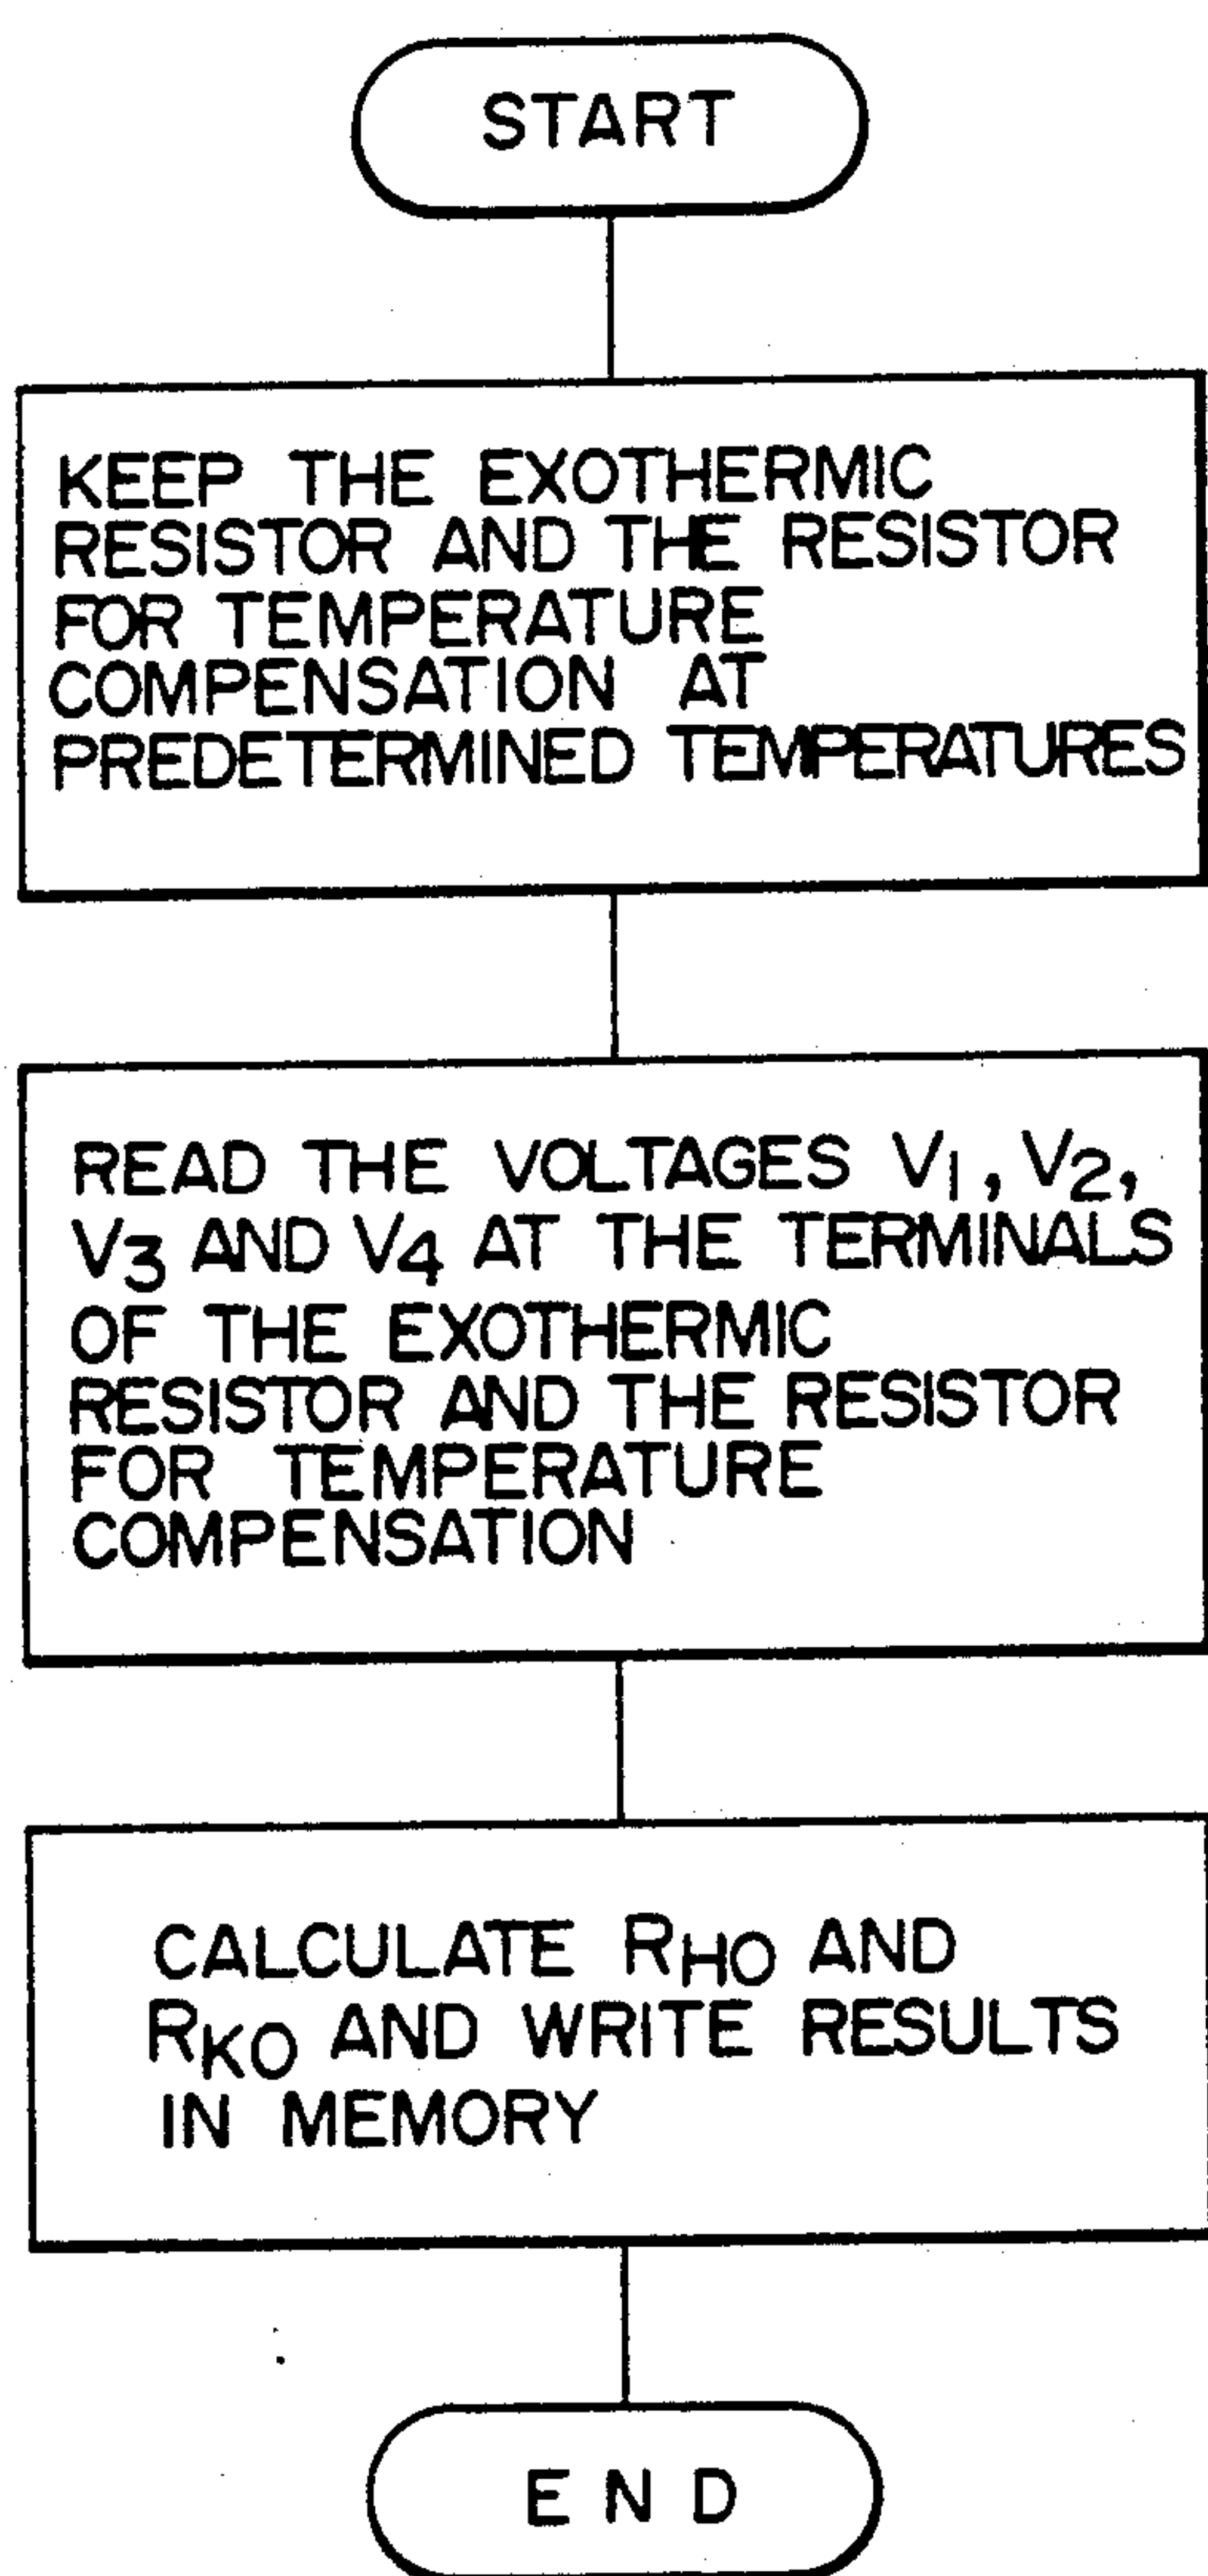 START
KEEP THE EXOTHERMIC
RESISTOR AND THE RESISTOR
FOR TEMPERATURE
COMPENSATION AT
PREDETERMINED TEMPERATURES
READ THE VOLTAGES V1, V2,
V3 AND V4 AT THE TERMINALS
OF THE EXOTHERMIC
RESISTOR AND THE RESISTOR
FOR TEMPERATURE
COMPENSATION
CALCULATE RHO AND
RKO AND WRITE RESULTS
IN MEMORY
END